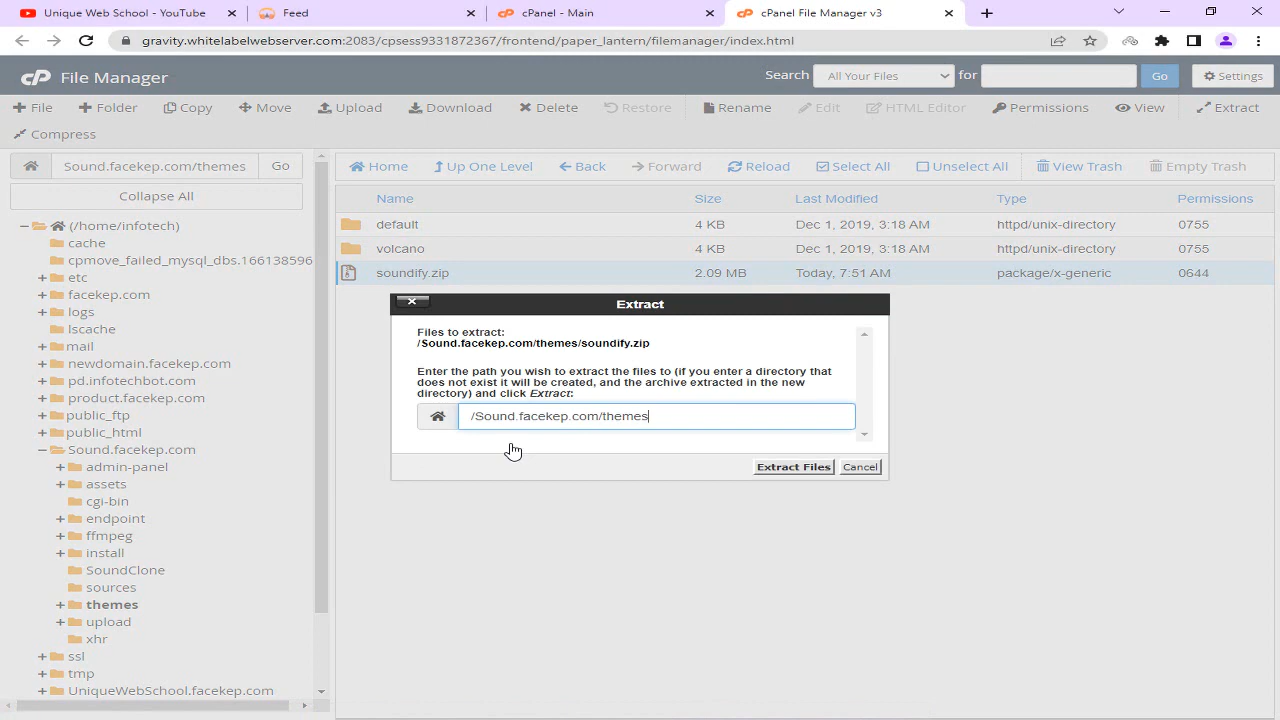 Unique Web School - YouTube
Feed
cPanel - Main
cPanel File Manager v3
gravity.whitelabelwebserver.com:2083/cpsess9331872367/frontend/paper_lantern/filemanager/index.html
cP File Manager
Search All Your Files for Go Settings
File Folder Copy Move Upload Download Delete Restore Rename Edit HTML Editor Permissions View Extract
Compress
Sound.facekep.com/themes Go
Home Up One Level Back Forward Reload Select All Unselect All View Trash Empty Trash
Collapse All
Name Size Last Modified Type Permissions
default 4 KB Dec 1, 2019, 3:18 AM httpd/unix-directory 0755
volcano 4 KB Dec 1, 2019, 3:18 AM httpd/unix-directory 0755
soundify.zip 2.09 MB Today, 7:51 AM package/x-generic 0644
(/home/infotech)
cache
cpmove_failed_mysql_dbs.166138596
etc
facekep.com
logs
lscache
mail
newdomain.facekep.com
pd.infotechbot.com
product.facekep.com
public_ftp
public_html
Sound.facekep.com
admin-panel
assets
cgi-bin
endpoint
ffmpeg
install
SoundClone
sources
themes
upload
xhr
ssl
tmp
UniqueWebSchool.facekep.com
Extract
Files to extract:
/Sound.facekep.com/themes/soundify.zip
Enter the path you wish to extract the files to (if you enter a directory that
does not exist it will be created, and the archive extracted in the new
directory) and click Extract:
/Sound.facekep.com/themes
Extract Files Cancel